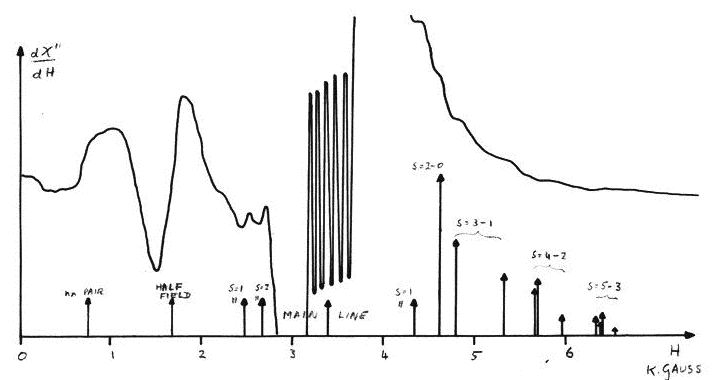 dX"
dH
S=2-0
S=3-1
S=4-2
S=5-3
nn PAIR
HALF
FIELD
S=1
"
S=2
"
MAIN LINE
S=1
"
0 1 2 3 4 5 6 H
K.GAUSS